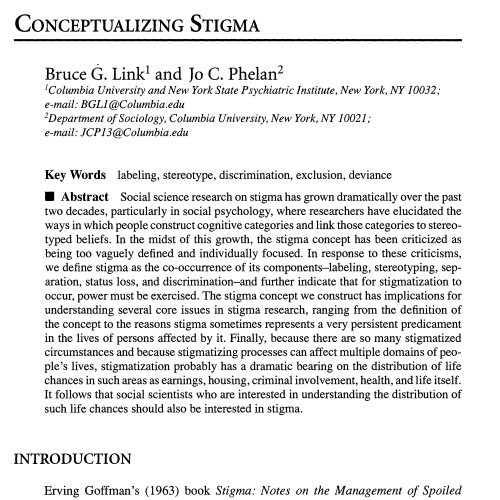 CONCEPTUALIZING STIGMA
Bruce G. Link1 and Jo C. Phelan2
1Columbia University and New York State Psychiatric Institute, New York, NY 10032;
e-mail: BGL1@Columbia.edu
2Department of Sociology, Columbia University, New York, NY 10021;
e-mail: JCP13@Columbia.edu
Key Words labeling, stereotype, discrimination, exclusion, deviance
■ Abstract Social science research on stigma has grown dramatically over the past
two decades, particularly in social psychology, where researchers have elucidated the
ways in which people construct cognitive categories and link those categories to stereo-
typed beliefs. In the midst of this growth, the stigma concept has been criticized as
being too vaguely defined and individually focused. In response to these criticisms,
we define stigma as the co-occurrence of its components–labeling, stereotyping, sep-
aration, status loss, and discrimination–and further indicate that for stigmatization to
occur, power must be exercised. The stigma concept we construct has implications for
understanding several core issues in stigma research, ranging from the definition of
the concept to the reasons stigma sometimes represents a very persistent predicament
in the lives of persons affected by it. Finally, because there are so many stigmatized
circumstances and because stigmatizing processes can affect multiple domains of peo-
ple's lives, stigmatization probably has a dramatic bearing on the distribution of life
chances in such areas as earnings, housing, criminal involvement, health, and life itself.
It follows that social scientists who are interested in understanding the distribution of
such life chances should also be interested in stigma.
INTRODUCTION
Erving Goffman's (1963) book Stigma: Notes on the Management of Spoiled